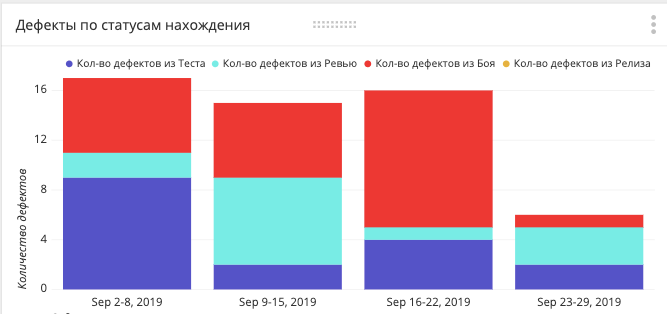 Дефекты по статусам нахождения
Кол-во дефектов из Теста Кол-во дефектов из Ревью Кол-во дефектов из Боя Кол-во дефектов из Релиза
Количество дефектов
16
12
8
4
0
Sep 2-8, 2019 Sep 9-15, 2019 Sep 16-22, 2019 Sep 23-29, 2019